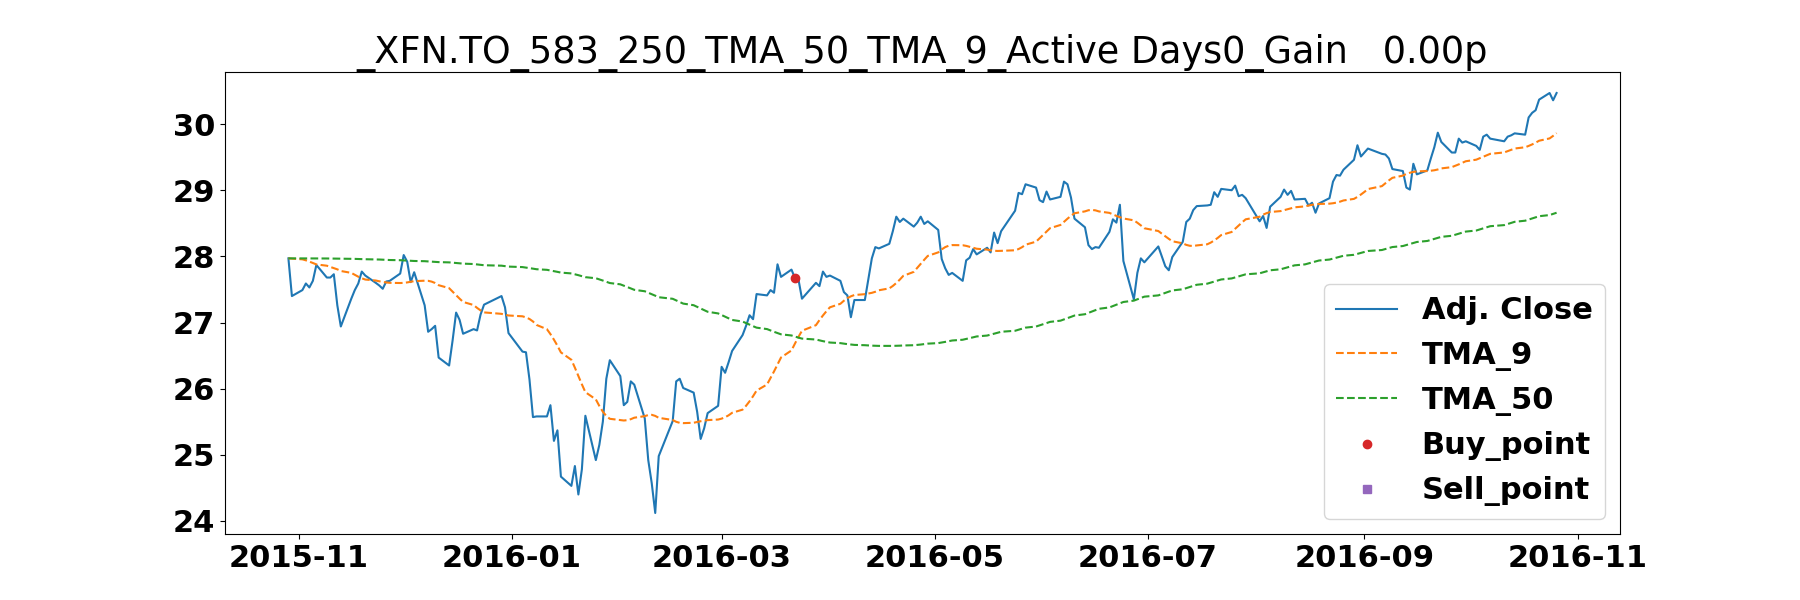 _XFN.TO_583_250_TMA_50_TMA_9_Active Days0_Gain   0.00p
30
29
28
27
26
25
24
Adj. Close
TMA_9
TMA_50
Buy_point
Sell_point
2015-11 2016-01 2016-03 2016-05 2016-07 2016-09 2016-11